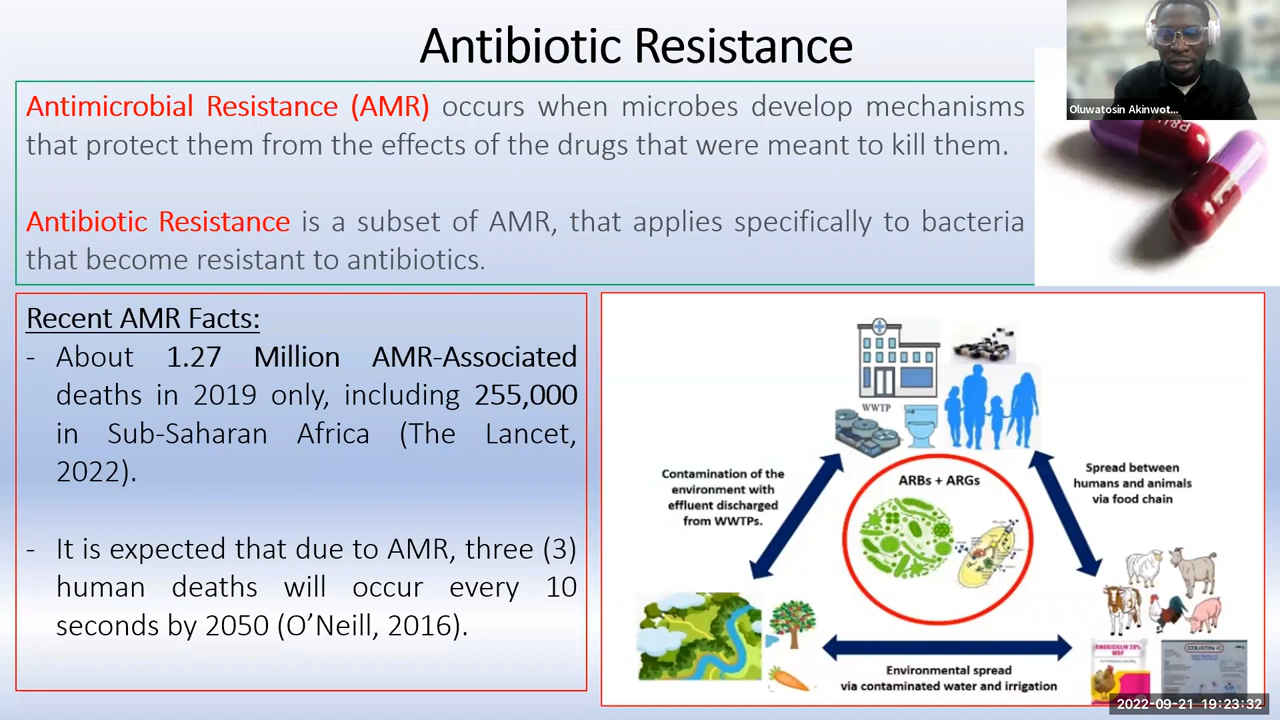 Antibiotic Resistance
Oluwatosin Akinwot...
Antimicrobial Resistance (AMR) occurs when microbes develop mechanisms
that protect them from the effects of the drugs that were meant to kill them.
Antibiotic Resistance is a subset of AMR, that applies specifically to bacteria
that become resistant to antibiotics.
P&U
Recent AMR Facts:
- About 1.27 Million AMR-Associated
deaths in 2019 only, including 255,000
in Sub-Saharan Africa (The Lancet,
2022).
- It is expected that due to AMR, three (3)
human deaths will occur every 10
seconds by 2050 (O’Neill, 2016).
WWTP
Contamination of the
environment with
effluent discharged
from WWTPs.
ARBs + ARGs
Spread between
humans and animals
via food chain
Environmental spread
via contaminated water and irrigation
AMOXICILLIN 20%
WSP
COLISTIN-C
2022-09-21 19:23:32